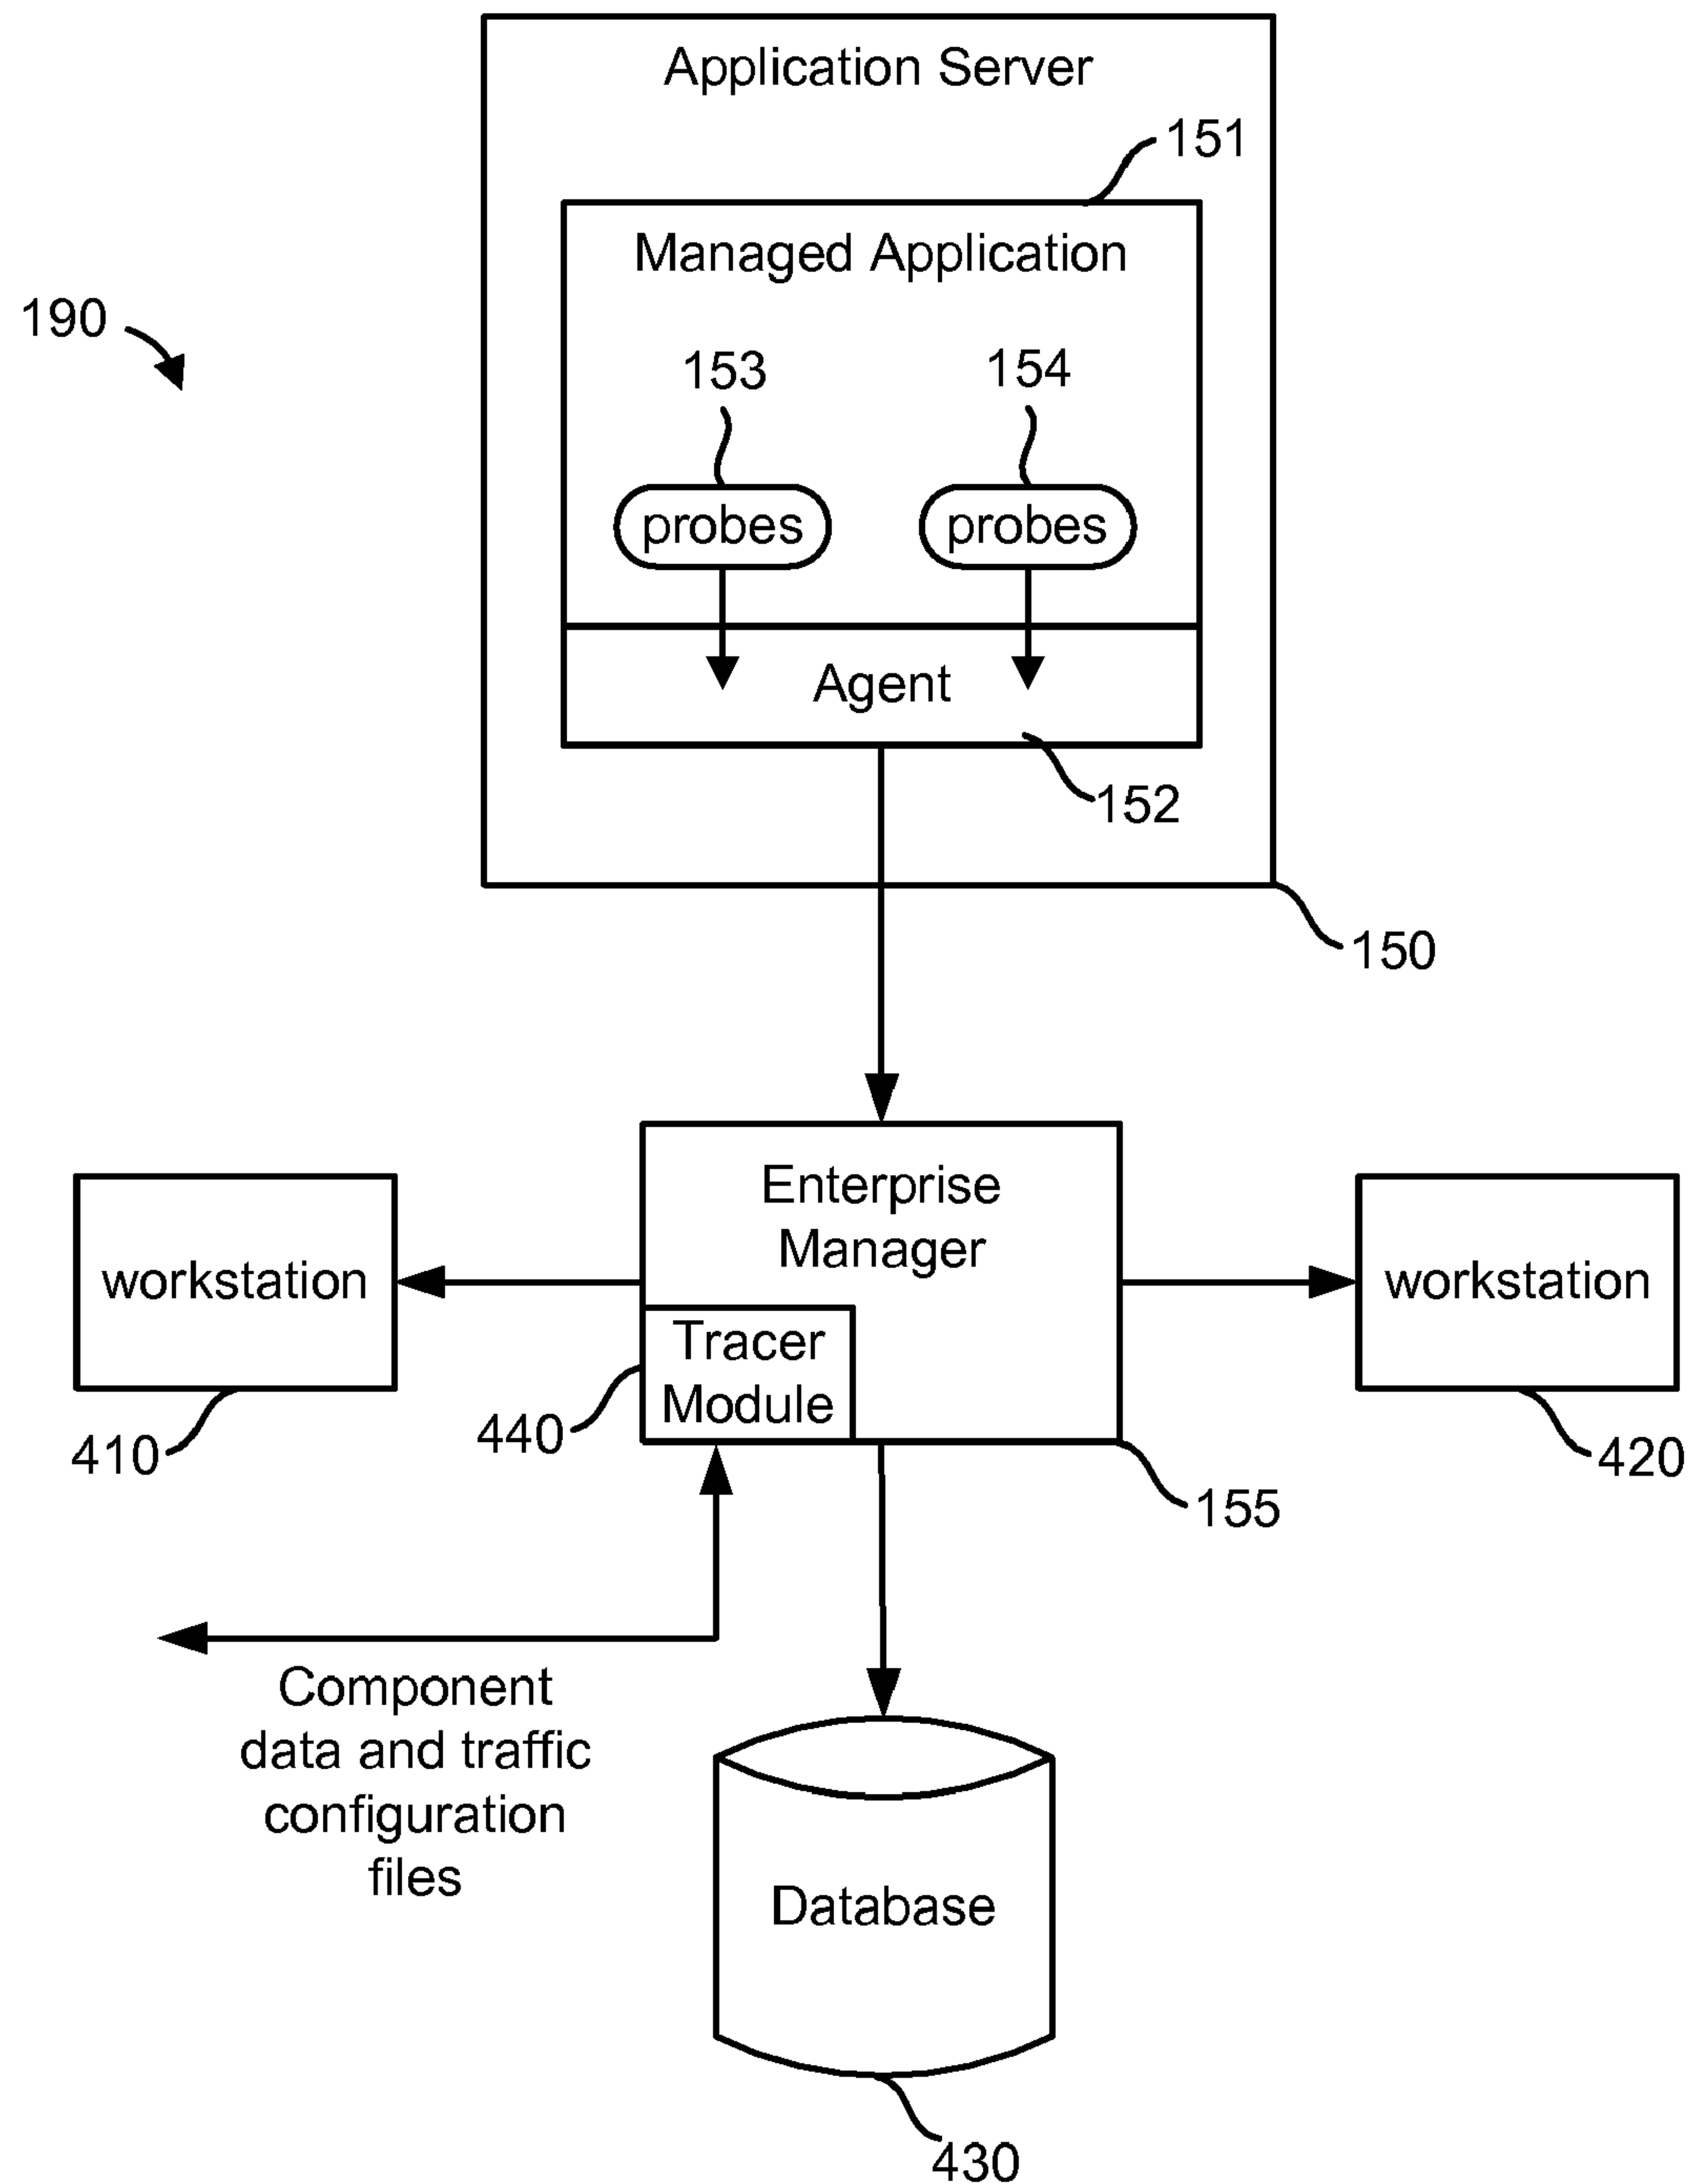 Application Server
151
Managed Application
190
153
154
probes
probes
Agent
152
150
Enterprise
Manager
workstation
workstation
Tracer
Module
410
440
420
155
Component
data and traffic
configuration
files
Database
430